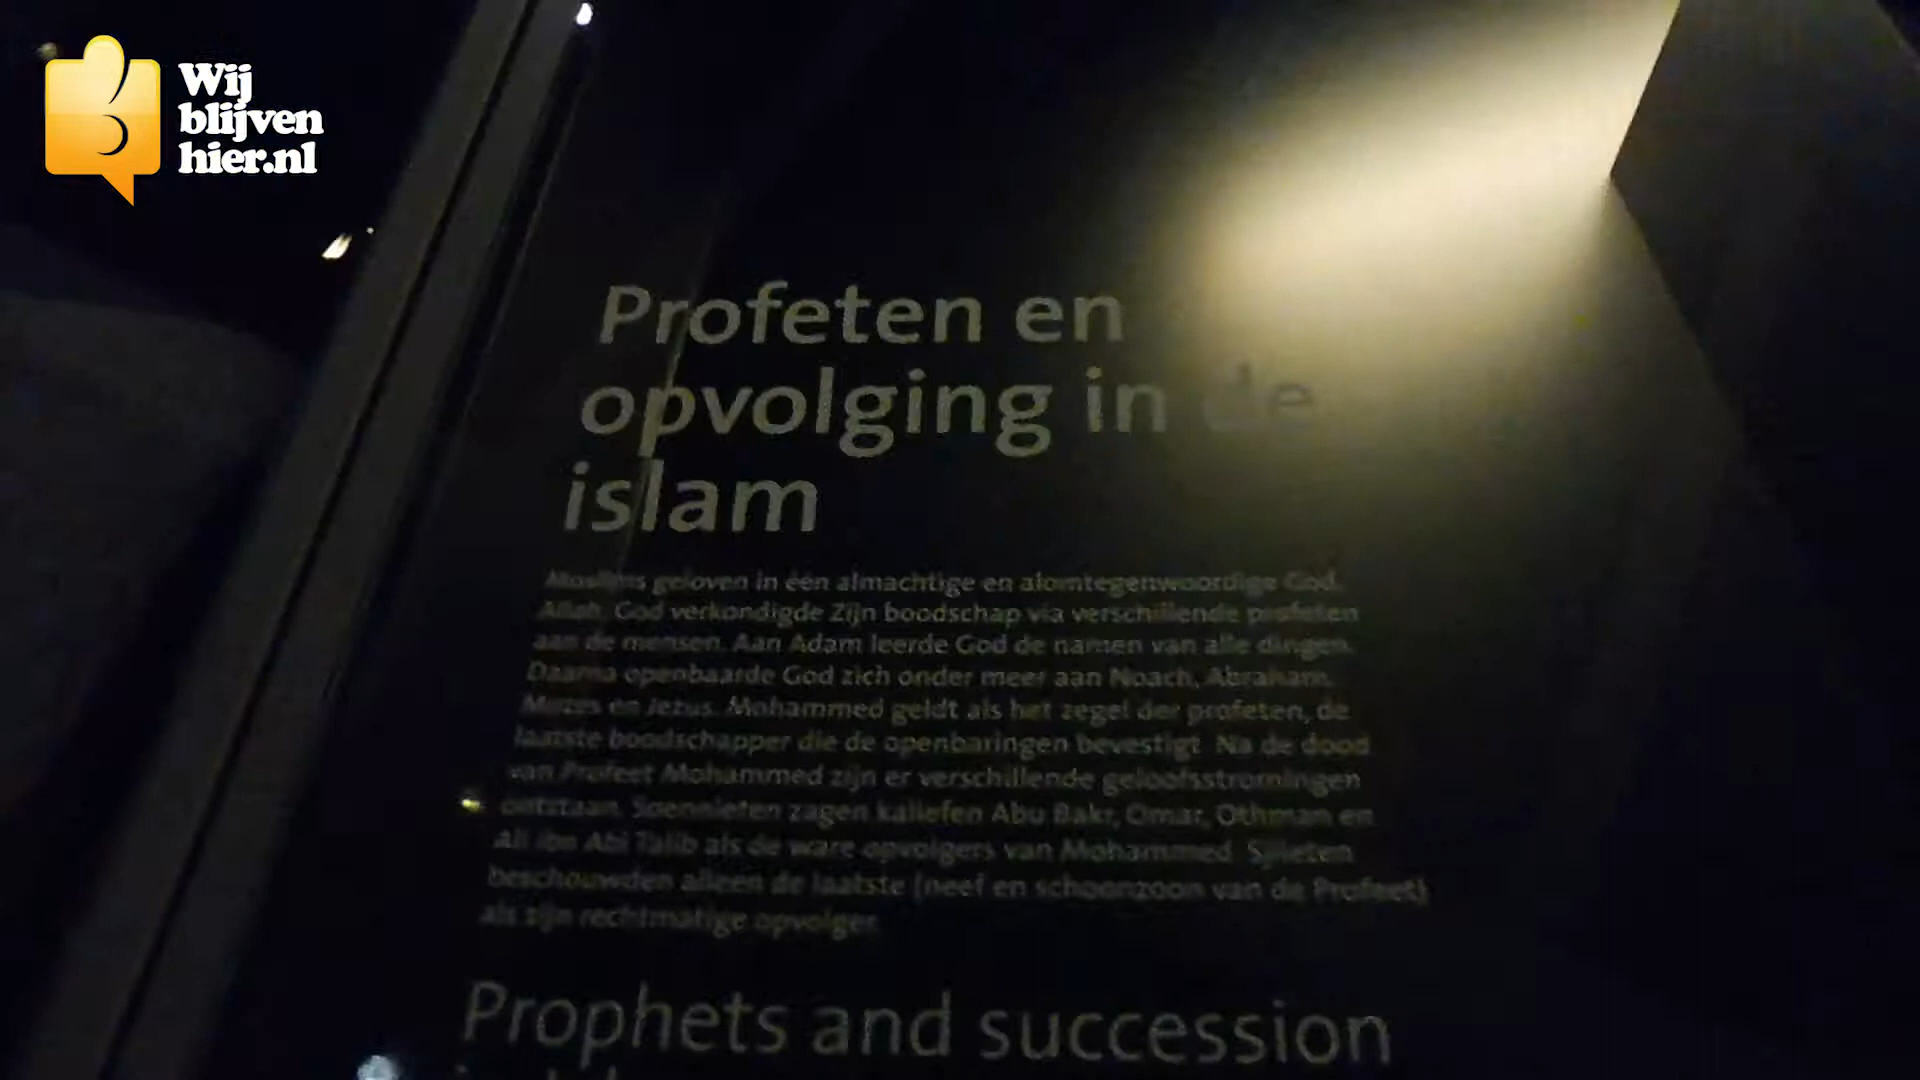 Wij
blijven
hier.nl
Profeten en
opvolging in de
islam
Moslims geloven in één almachtige en alomtegenwoordige God,
Allah. God verkondigde Zijn boodschap via verschillende profeten
aan de mensen. Aan Adam leerde God de namen van alle dingen.
Daarna openbaarde God zich onder meer aan Noach, Abraham,
Mozes en Jezus. Mohammed geldt als het zegel der profeten, de
laatste boodschapper die de openbaringen bevestigt. Na de dood
van Profeet Mohammed zijn er verschillende geloofsstromingen
ontstaan. Soennieten zagen kaliefen Abu Bakr, Omar, Othman en
Ali ibn Abi Talib als de ware opvolgers van Mohammed. Sjiieten
beschouwden alleen de laatste (neef en schoonzoon van de Profeet)
als zijn rechtmatige opvolger.
Prophets and succession